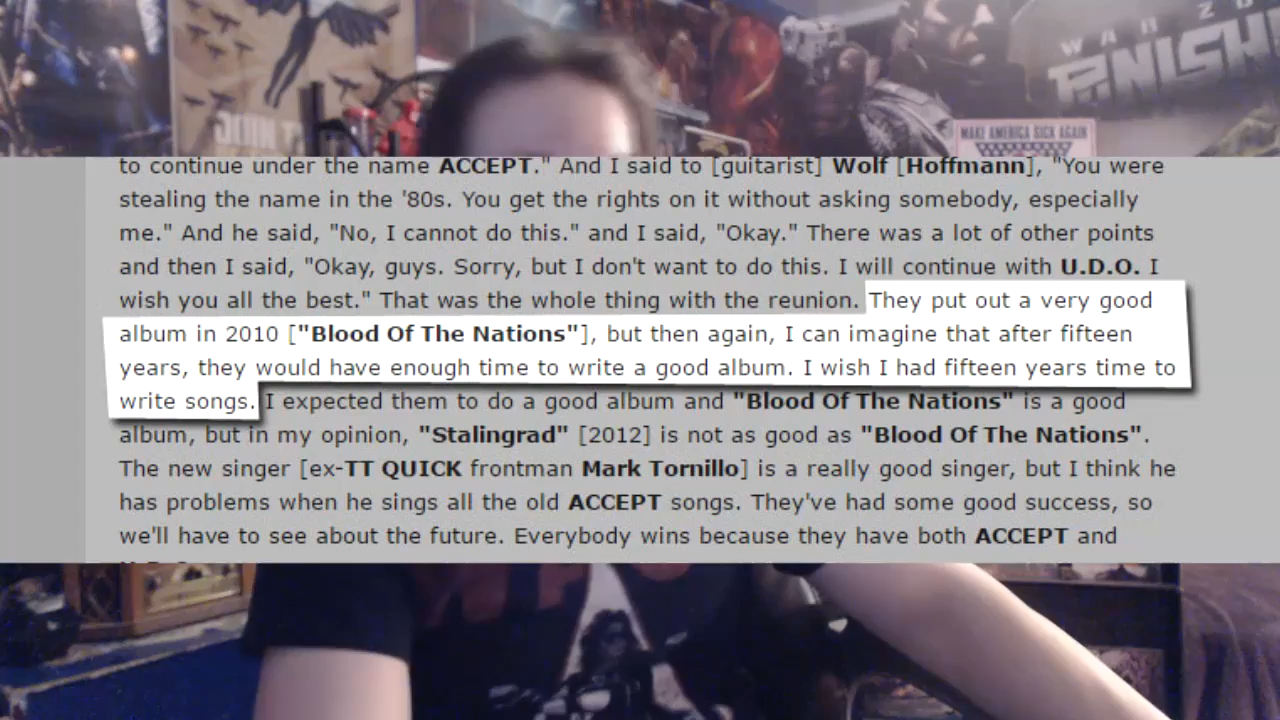 WAR ZO
PUNISH
JOIN T
MAKE AMERICA SICK AGAIN
to continue under the name ACCEPT." And I said to [guitarist] Wolf [Hoffmann], "You were
stealing the name in the '80s. You get the rights on it without asking somebody, especially
me." And he said, "No, I cannot do this." and I said, "Okay." There was a lot of other points
and then I said, "Okay, guys. Sorry, but I don't want to do this. I will continue with U.D.O. I
wish you all the best." That was the whole thing with the reunion. They put out a very good
album in 2010 ["Blood Of The Nations"], but then again, I can imagine that after fifteen
years, they would have enough time to write a good album. I wish I had fifteen years time to
write songs. I expected them to do a good album and "Blood Of The Nations" is a good
album, but in my opinion, "Stalingrad" [2012] is not as good as "Blood Of The Nations".
The new singer [ex-TT QUICK frontman Mark Tornillo] is a really good singer, but I think he
has problems when he sings all the old ACCEPT songs. They've had some good success, so
we'll have to see about the future. Everybody wins because they have both ACCEPT and